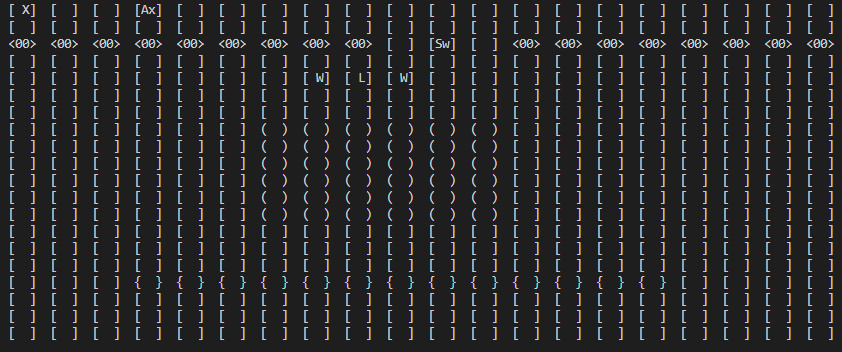 [ X] [  ] [  ] [Ax] [  ] [  ] [  ] [  ] [  ] [  ] [  ] [  ] [  ] [  ] [  ] [  ] [  ] [  ] [  ] [  ]
[  ] [  ] [  ] [  ] [  ] [  ] [  ] [  ] [  ] [  ] [  ] [  ] [  ] [  ] [  ] [  ] [  ] [  ] [  ] [  ]
<00> <00> <00> <00> <00> <00> <00> <00> <00> [  ] [Sw] [  ] <00> <00> <00> <00> <00> <00> <00> <00>
[  ] [  ] [  ] [  ] [  ] [  ] [  ] [  ] [  ] [  ] [  ] [  ] [  ] [  ] [  ] [  ] [  ] [  ] [  ] [  ]
[  ] [  ] [  ] [  ] [  ] [  ] [  ] [ W] [ L] [ W] [  ] [  ] [  ] [  ] [  ] [  ] [  ] [  ] [  ] [  ]
[  ] [  ] [  ] [  ] [  ] [  ] [  ] [  ] [  ] [  ] [  ] [  ] [  ] [  ] [  ] [  ] [  ] [  ] [  ] [  ]
[  ] [  ] [  ] [  ] [  ] [  ] [  ] [  ] [  ] [  ] [  ] [  ] [  ] [  ] [  ] [  ] [  ] [  ] [  ] [  ]
[  ] [  ] [  ] [  ] [  ] [  ] (  ) (  ) (  ) (  ) (  ) (  ) [  ] [  ] [  ] [  ] [  ] [  ] [  ] [  ]
[  ] [  ] [  ] [  ] [  ] [  ] (  ) (  ) (  ) (  ) (  ) (  ) [  ] [  ] [  ] [  ] [  ] [  ] [  ] [  ]
[  ] [  ] [  ] [  ] [  ] [  ] (  ) (  ) (  ) (  ) (  ) (  ) [  ] [  ] [  ] [  ] [  ] [  ] [  ] [  ]
[  ] [  ] [  ] [  ] [  ] [  ] (  ) (  ) (  ) (  ) (  ) (  ) [  ] [  ] [  ] [  ] [  ] [  ] [  ] [  ]
[  ] [  ] [  ] [  ] [  ] [  ] (  ) (  ) (  ) (  ) (  ) (  ) [  ] [  ] [  ] [  ] [  ] [  ] [  ] [  ]
[  ] [  ] [  ] [  ] [  ] [  ] (  ) (  ) (  ) (  ) (  ) (  ) [  ] [  ] [  ] [  ] [  ] [  ] [  ] [  ]
[  ] [  ] [  ] [  ] [  ] [  ] [  ] [  ] [  ] [  ] [  ] [  ] [  ] [  ] [  ] [  ] [  ] [  ] [  ] [  ]
[  ] [  ] [  ] [  ] [  ] [  ] [  ] [  ] [  ] [  ] [  ] [  ] [  ] [  ] [  ] [  ] [  ] [  ] [  ] [  ]
[  ] [  ] [  ] [  ] [  ] [  ] [  ] [  ] [  ] [  ] [  ] [  ] [  ] [  ] [  ] [  ] [  ] [  ] [  ] [  ]
[  ] [  ] [  ] {  } {  } {  } {  } {  } {  } {  } {  } {  } {  } {  } {  } {  } [  ] [  ] [  ] [  ]
[  ] [  ] [  ] [  ] [  ] [  ] [  ] [  ] [  ] [  ] [  ] [  ] [  ] [  ] [  ] [  ] [  ] [  ] [  ] [  ]
[  ] [  ] [  ] [  ] [  ] [  ] [  ] [  ] [  ] [  ] [  ] [  ] [  ] [  ] [  ] [  ] [  ] [  ] [  ] [  ]
[  ] [  ] [  ] [  ] [  ] [  ] [  ] [  ] [  ] [  ] [  ] [  ] [  ] [  ] [  ] [  ] [  ] [  ] [  ] [  ]